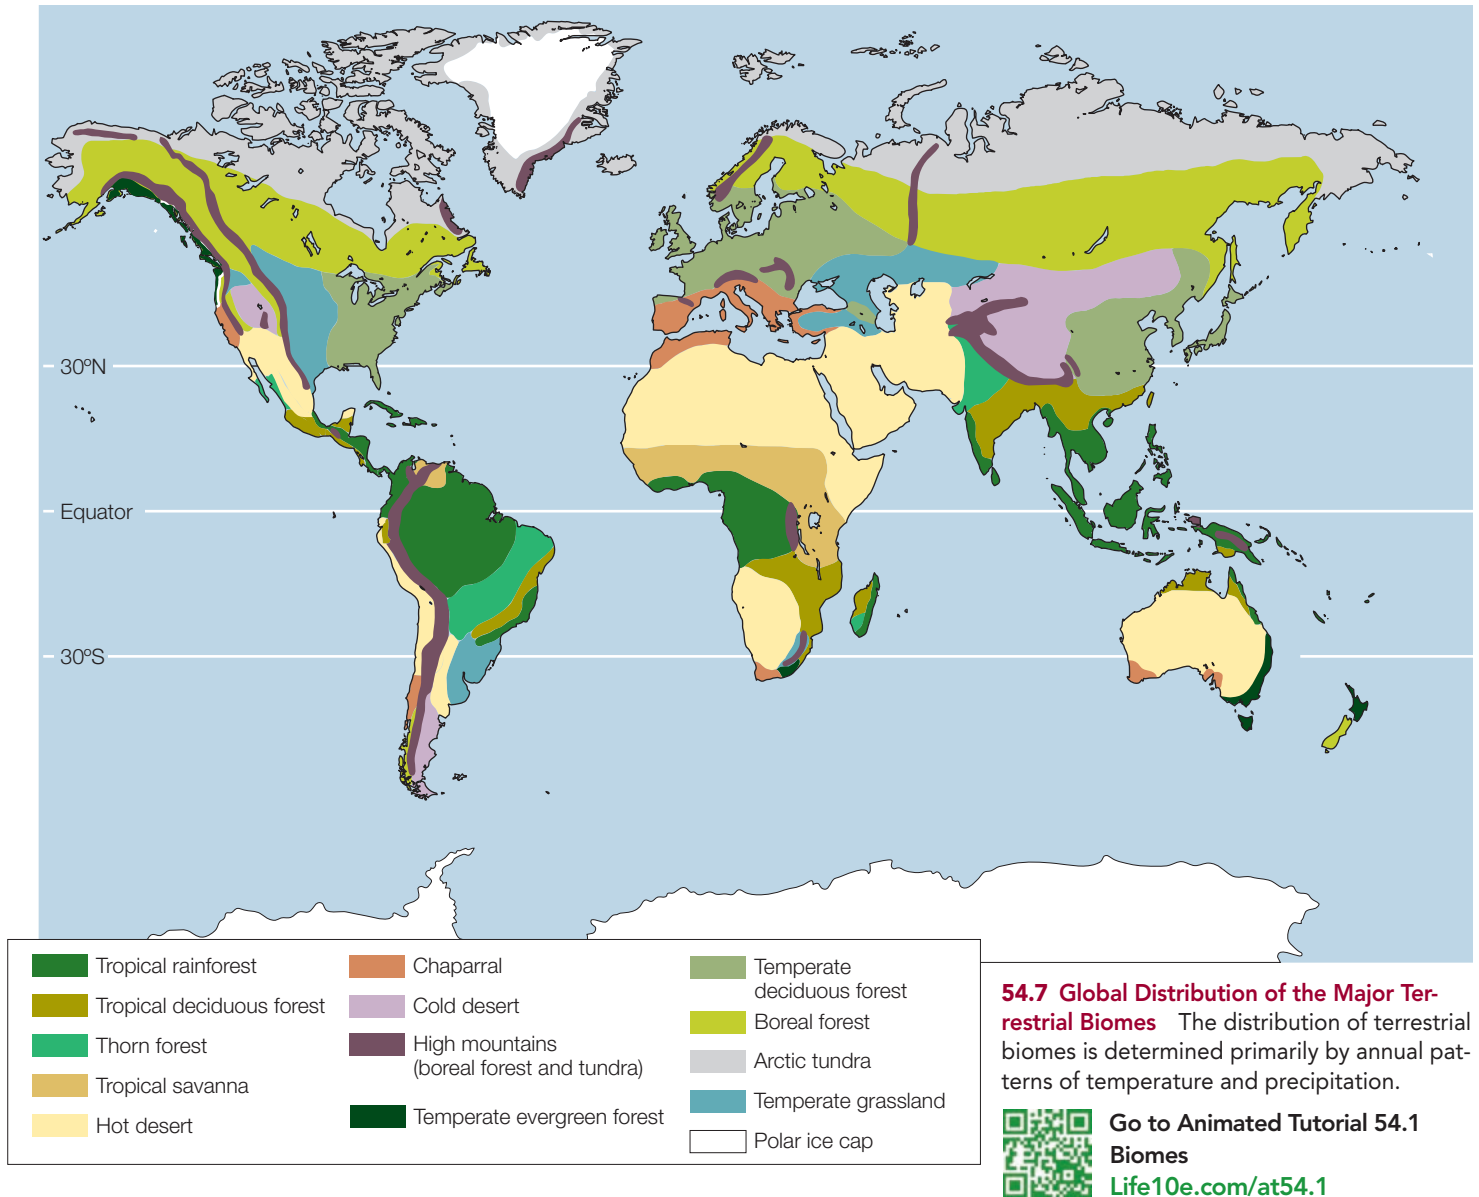 30ºN
Equator
30ºS
Tropical rainforest
Tropical deciduous forest
Thorn forest
Tropical savanna
Hot desert
Chaparral
Cold desert
High mountains
(boreal forest and tundra)
Temperate evergreen forest
Temperate
deciduous forest
Boreal forest
Arctic tundra
Temperate grassland
Polar ice cap
54.7 Global Distribution of the Major Ter-
restrial Biomes The distribution of terrestrial
biomes is determined primarily by annual pat-
terns of temperature and precipitation.
Go to Animated Tutorial 54.1
Biomes
Life10e.com/at54.1